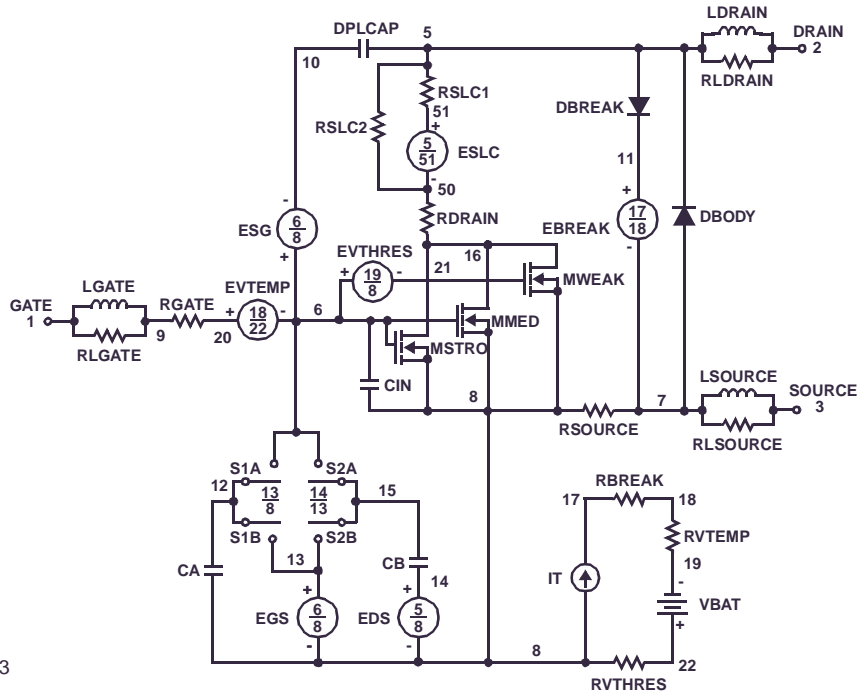 LDRAIN
DPLCAP 5 DRAIN
10 2
RLDRAIN
RSLC1
DBREAK
51
RSLC2 +
5
51 ESLC
11
-
50
- 17
18
RDRAIN
6
8
ESG
EBREAK
+
DBODY
+
-
EVTHRES 16
+ 19
8 - 21
MWEAK
LGATE EVTEMP
GATE RGATE + 18
22 - 6
1
MMED
9 20
RLGATE MSTRO
LSOURCE
CIN 8 7 SOURCE
3
RSOURCE
RLSOURCE
S1A S2A
12 13
8 14
13 15 17 RBREAK 18
S1B S2B
RVTEMP
13 CB 19
CA
14 IT -
+ +
VBAT
EGS 6
8 EDS 5
8
+
- - 8 22
RVTHRES
3